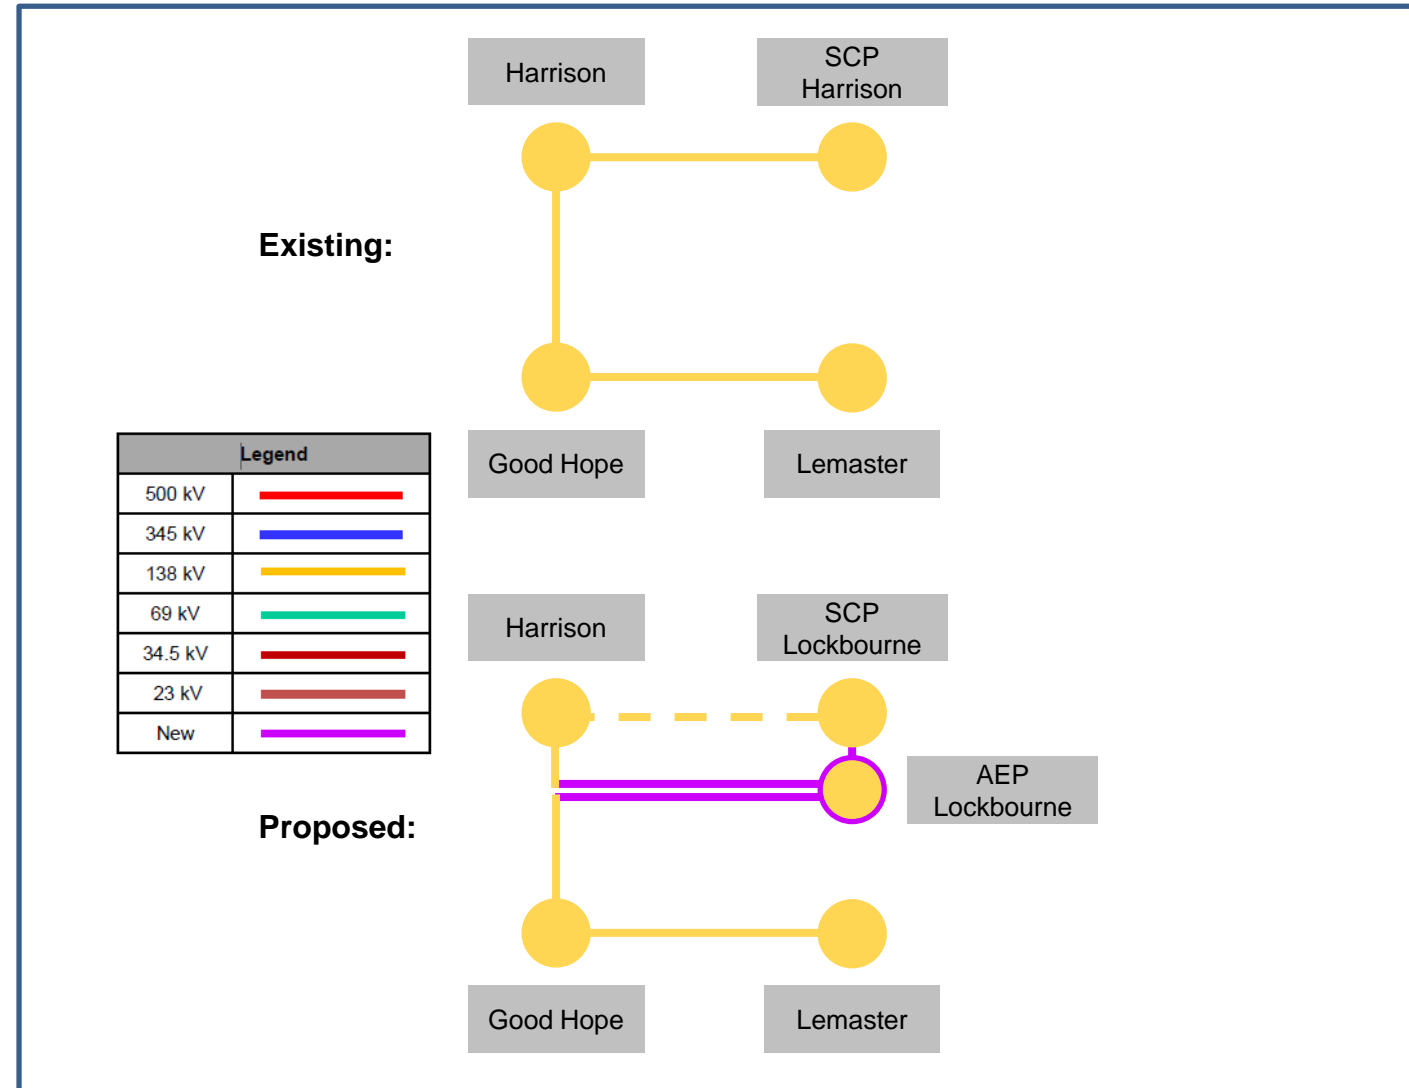 Harrison
SCP
Harrison
Existing:
Good Hope
Lemaster
Legend
500 kV
345 kV
138 kV
69 kV
34.5 kV
23 kV
New
Harrison
SCP
Lockbourne
AEP
Lockbourne
Proposed:
Good Hope
Lemaster